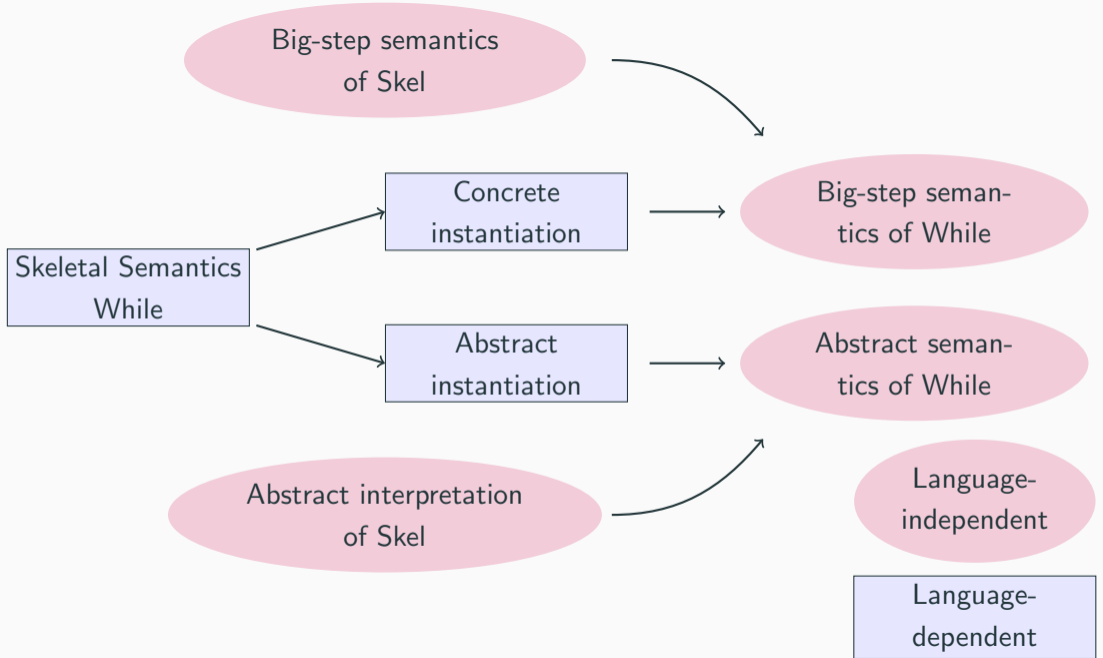 Big-step semantics
of Skel
Concrete
instantiation
Big-step seman-
tics of While
Skeletal Semantics
While
Abstract
instantiation
Abstract seman-
tics of While
Abstract interpretation
of Skel
Language-
independent
Language-
dependent